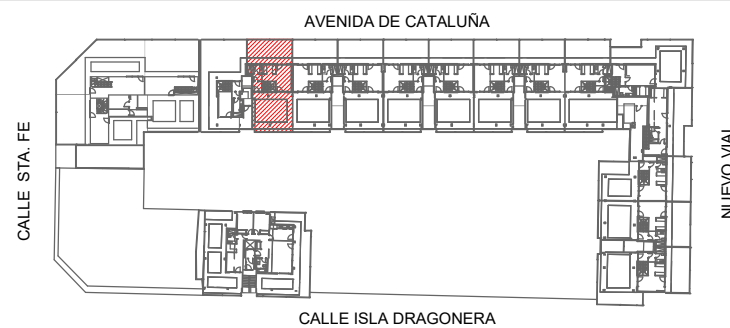 AVENIDA DE CATALUÑA
CALLE STA. FE
NUEVO VIAL
CALLE ISLA DRAGONERA